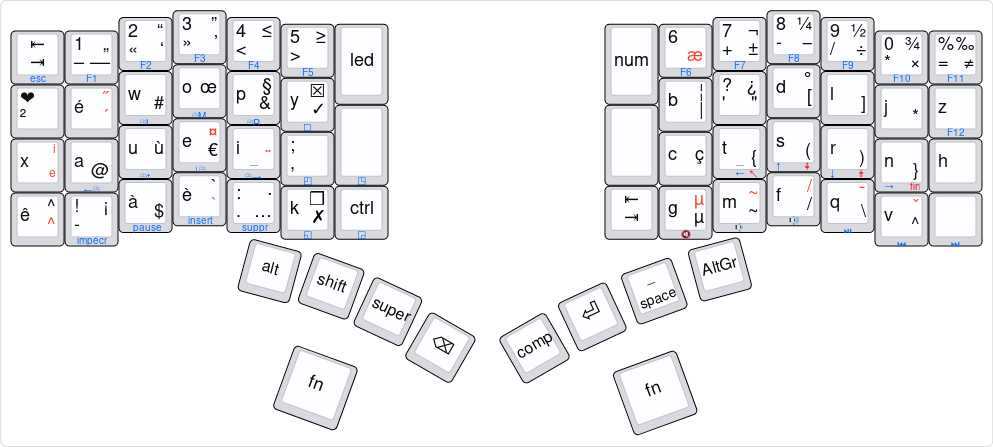 ⇤ ⇥ esc
1 „ – — F1
2 “ « ‘ F2
3 ” » ’ F3
4 ≤ < F4
5 ≥ > F5
led
num
6 æ F6
7 ¬ + ± F7
8 ¼ - − F8
9 ½ / ÷ F9
0 ¾ * × F10
% ‰ = ≠ F11
❤ 2
é ˝ ´
w #
o œ
p § &
y ☒ ✓
b ¦ |
? ¿ ' "
d ° [
l ]
j *
z F12
x i e
a @
u ù
e ¤ €
i ¨ _
; ,
c ç
t _ {
s (
r )
n } fin
h
ê ^ ^
! ¡ - impécr
à $ pause
è ` insert
: · . … suppr
k ❒ ✗
ctrl
⇤ ⇥
g µ µ
m ~ ~
f / /
q - \
v ˇ ^
alt
shift
super
⌫
fn
comp
⏎
_ space
AltGr
fn